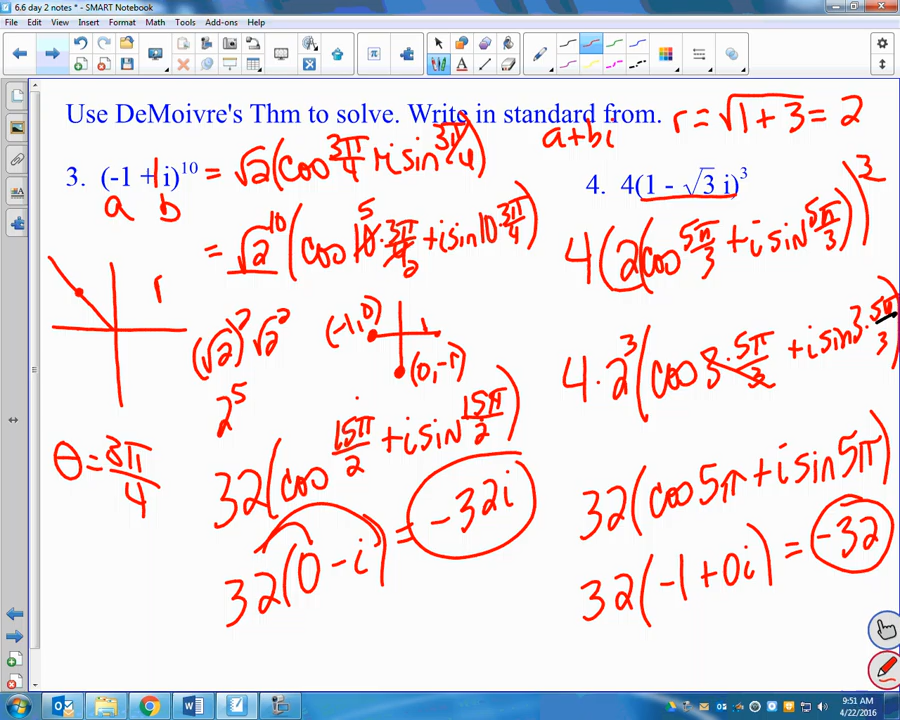 6.6 day 2 notes * - SMART Notebook
File Edit View Insert Format Math Tools Add-ons Help
Use DeMoivre's Thm to solve. Write in standard from.
a+bi
r = √1+3 = 2
3. (-1 + 1i)^10 = √2(cos 3π/4 + i sin 3π/4)
a b
= √2^10 (cos 10·3π/4 + i sin 10·3π/4)
5
2
r
(√2)^2 √2^2
2^5
(-1,0)
(0,-1)
θ = 3π/4
32(cos 15π/2 + i sin 15π/2)
32(0 - i) = -32i
4. 4(1 - √3 i)^3
4(2(cos 5π/3 + i sin 5π/3))^3
4·2^3(cos 3·5π/3 + i sin 3·5π/3)
32(cos 5π + i sin 5π)
32(-1 + 0i) = -32
9:51 AM
4/22/2016